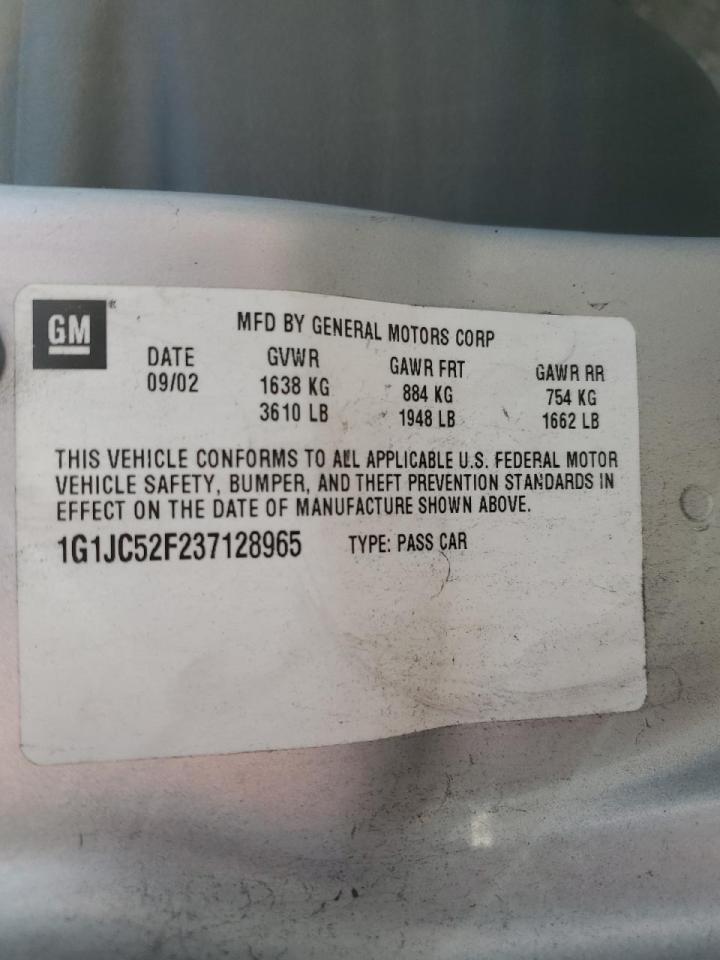 GM®
MFD BY GENERAL MOTORS CORP
DATE GVWR GAWR FRT GAWR RR
09/02 1638 KG 884 KG 754 KG
3610 LB 1948 LB 1662 LB
THIS VEHICLE CONFORMS TO ALL APPLICABLE U.S. FEDERAL MOTOR
VEHICLE SAFETY, BUMPER, AND THEFT PREVENTION STANDARDS IN
EFFECT ON THE DATE OF MANUFACTURE SHOWN ABOVE.
1G1JC52F237128965 TYPE: PASS CAR